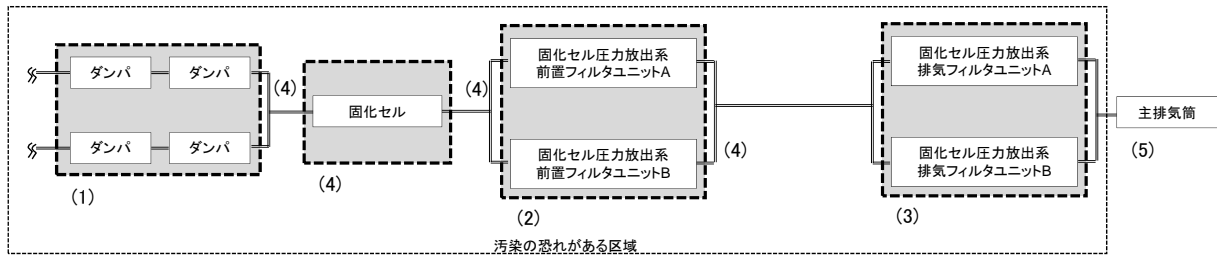 ダンパ
ダンパ
(4)
ダンパ
ダンパ
(1)
固化セル
(4)
(4)
固化セル圧力放出系
前置フィルタユニットA
固化セル圧力放出系
前置フィルタユニットB
(4)
(2)
固化セル圧力放出系
排気フィルタユニットA
固化セル圧力放出系
排気フィルタユニットB
(3)
主排気筒
(5)
汚染の恐れがある区域